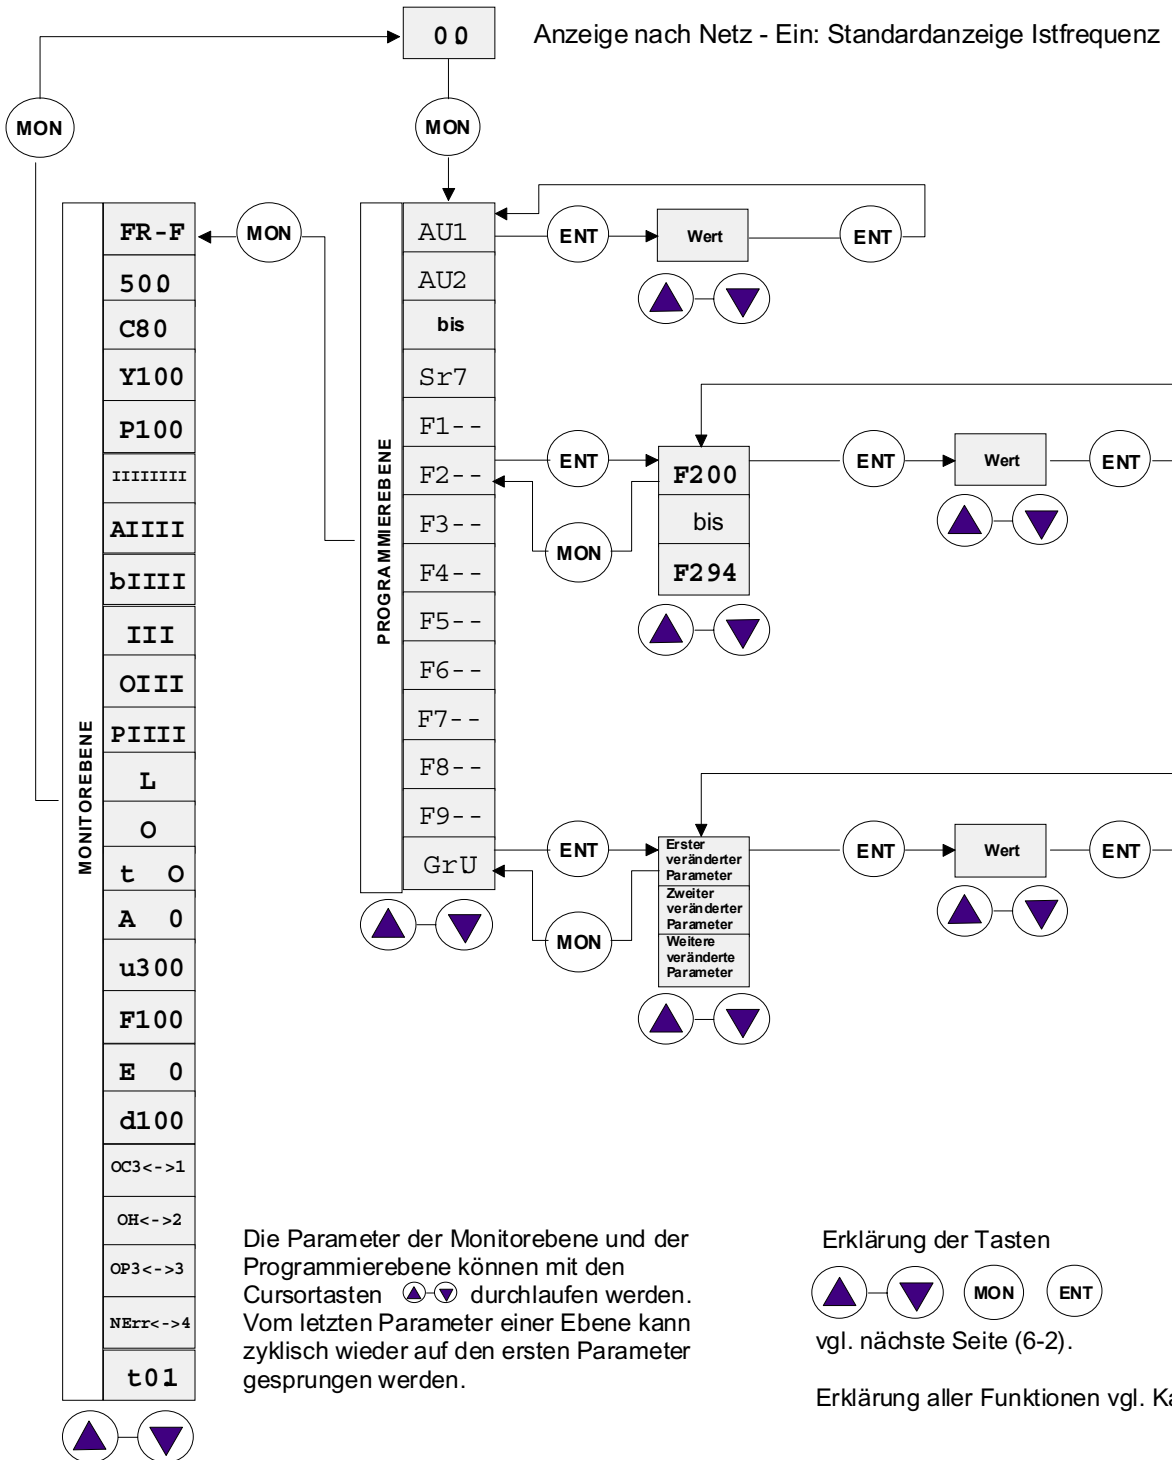 00 Anzeige nach Netz - Ein: Standardanzeige Istfrequenz
MON
MON
MONITOREBENE
FR-F
500
C80
Y100
P100
IIIIIIII
AIIII
bIIII
III
OIII
PIIII
L
O
t O
A 0
u300
F100
E 0
d100
OC3<->1
OH<->2
OP3<->3
NErr<->4
t01
MON
PROGRAMMIEREBENE
AU1
AU2
bis
Sr7
F1--
F2--
F3--
F4--
F5--
F6--
F7--
F8--
F9--
GrU
ENT
Wert
ENT
ENT
MON
F200
bis
F294
ENT
Wert
ENT
ENT
MON
Erster
veränderter
Parameter
Zweiter
veränderter
Parameter
Weitere
veränderte
Parameter
ENT
Wert
ENT
Die Parameter der Monitorebene und der
Programmierebene können mit den
Cursortasten durchlaufen werden.
Vom letzten Parameter einer Ebene kann
zyklisch wieder auf den ersten Parameter
gesprungen werden.
Erklärung der Tasten
MON ENT
vgl. nächste Seite (6-2).
Erklärung aller Funktionen vgl.